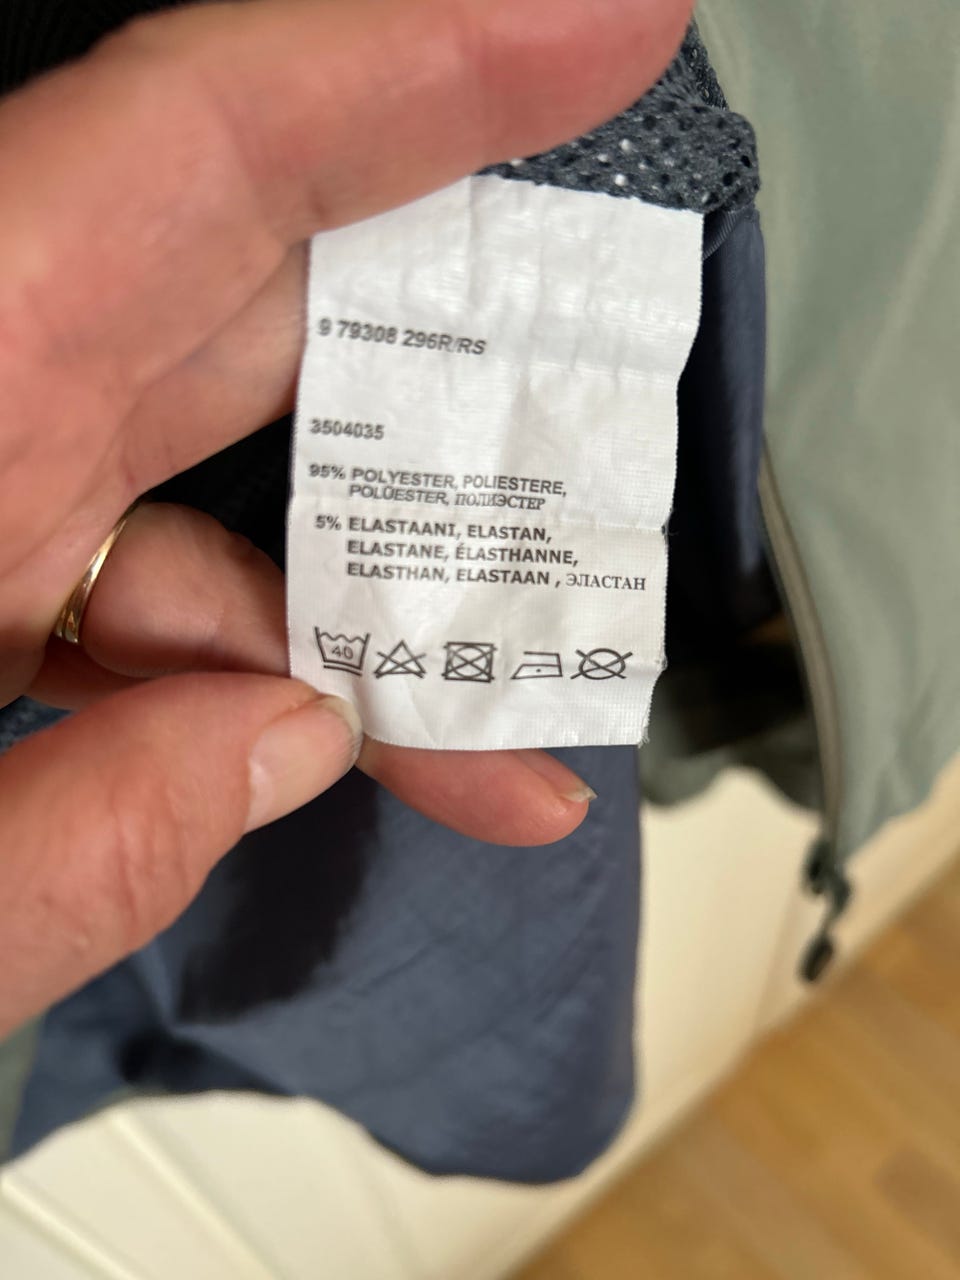 9 79308 296R/RS
3504035
95% POLYESTER, POLIESTERE,
POLÜESTER, ПОЛИЭСТЕР
5% ELASTAANI, ELASTAN,
ELASTANE, ÉLASTHANNE,
ELASTHAN, ELASTAAN , ЭЛАСТАН
40